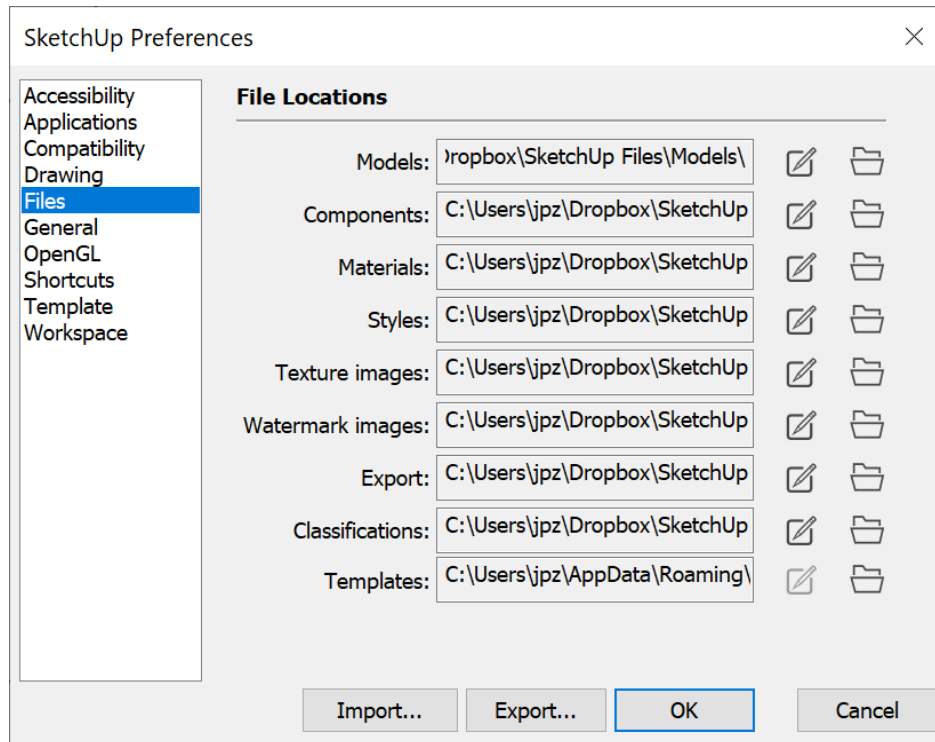 SketchUp Preferences
Accessibility
Applications
Compatibility
Drawing
Files
General
OpenGL
Shortcuts
Template
Workspace
File Locations
Models: Dropbox\SketchUp Files\Models\
Components: C:\Users\jpz\Dropbox\SketchUp
Materials: C:\Users\jpz\Dropbox\SketchUp
Styles: C:\Users\jpz\Dropbox\SketchUp
Texture images: C:\Users\jpz\Dropbox\SketchUp
Watermark images: C:\Users\jpz\Dropbox\SketchUp
Export: C:\Users\jpz\Dropbox\SketchUp
Classifications: C:\Users\jpz\Dropbox\SketchUp
Templates: C:\Users\jpz\AppData\Roaming\
Import... Export... OK Cancel